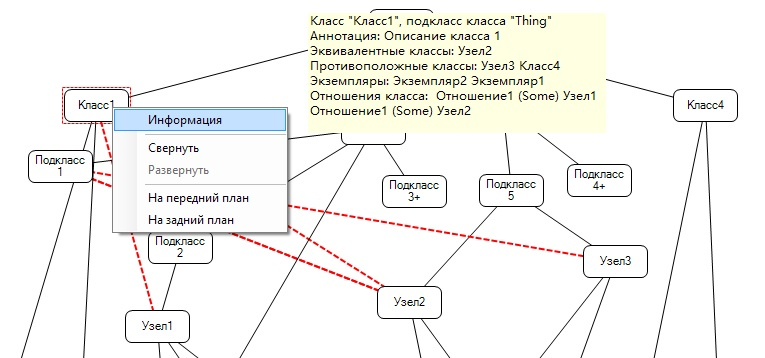 Класс "Класс1", подкласс класса "Thing"
Аннотация: Описание класса 1
Эквивалентные классы: Узел2
Противоположные классы: Узел3 Класс4
Экземпляры: Экземпляр2 Экземпляр1
Отношения класса:  Отношение1 (Some) Узел1
Отношение1 (Some) Узел2
Класс1
Класс4
Информация
Свернуть
Развернуть
На передний план
На задний план
Подкласс
1
Подкласс
3+
Подкласс
5
Подкласс
4+
Подкласс
2
Узел3
Узел2
Узел1